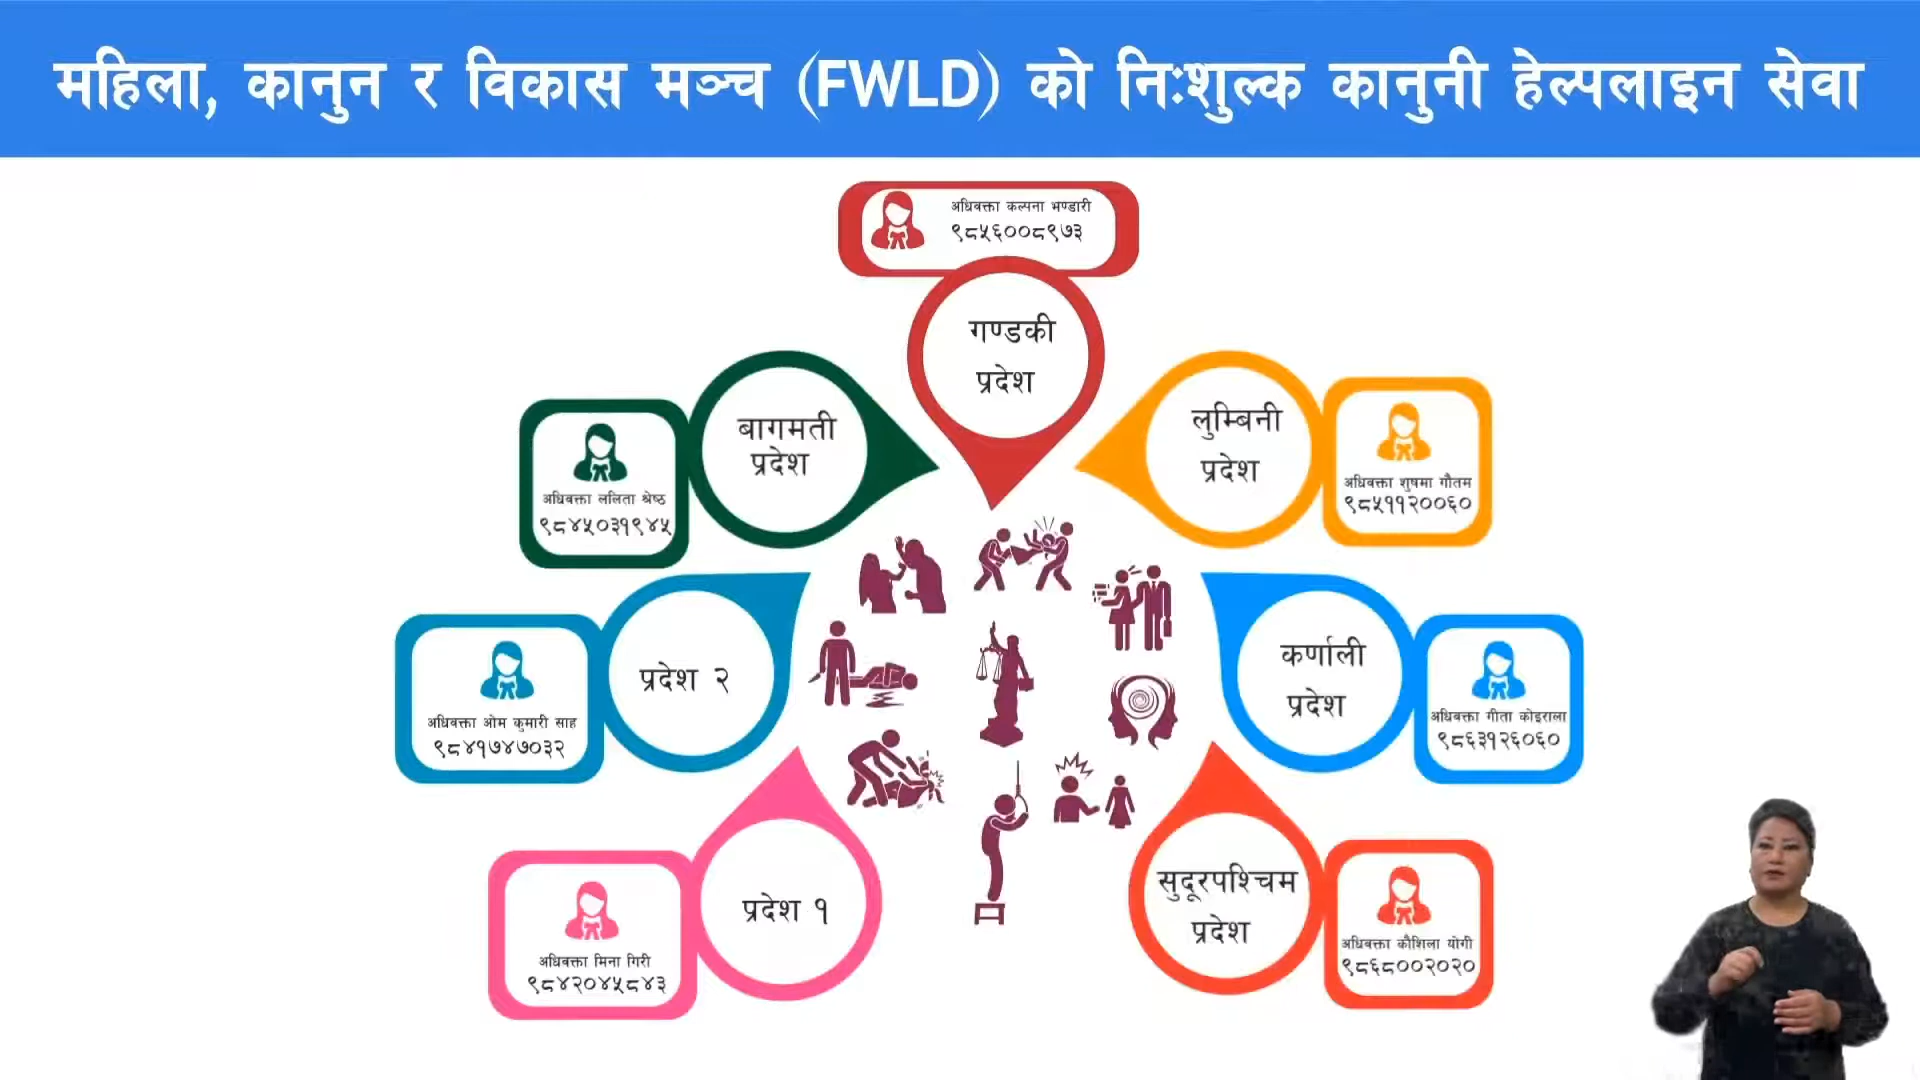 महिला, कानुन र विकास मञ्च (FWLD) को निःशुल्क कानुनी हेल्पलाइन सेवा
अधिवक्ता कल्पना भण्डारी
९८५६००८९७३
गण्डकी
प्रदेश
बागमती
प्रदेश
अधिवक्ता ललिता श्रेष्ठ
९८४५०३१९४५
लुम्बिनी
प्रदेश
अधिवक्ता शुषमा गौतम
९८५११२००६०
प्रदेश २
अधिवक्ता ओम कुमारी साह
९८४१७४७०३२
कर्णाली
प्रदेश
अधिवक्ता गीता कोइराला
९८६३१२६०६०
प्रदेश १
अधिवक्ता मिना गिरी
९८४२०४५८४३
सुदूरपश्चिम
प्रदेश
अधिवक्ता कौशिला योगी
९८६८००२०२०